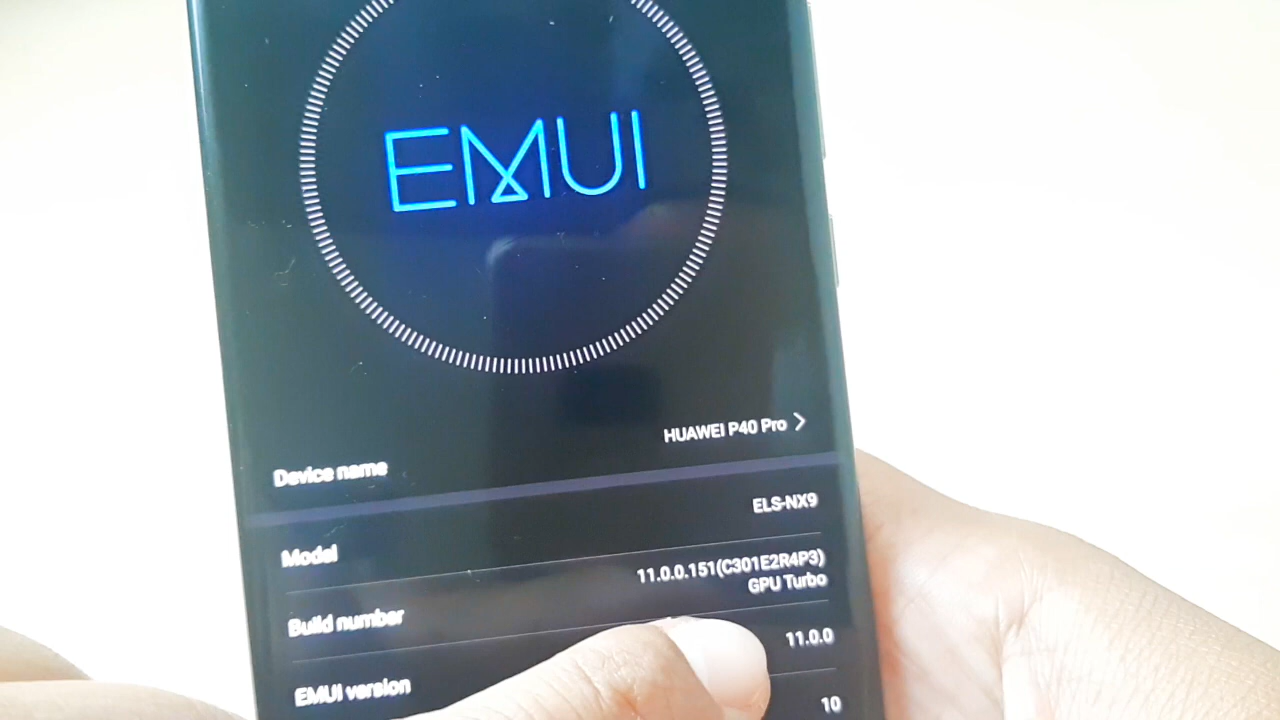 EMUI
Device name HUAWEI P40 Pro
Model ELS-NX9
Build number 11.0.0.151(C301E2R4P3)
GPU Turbo
EMUI version 11.0.0
10